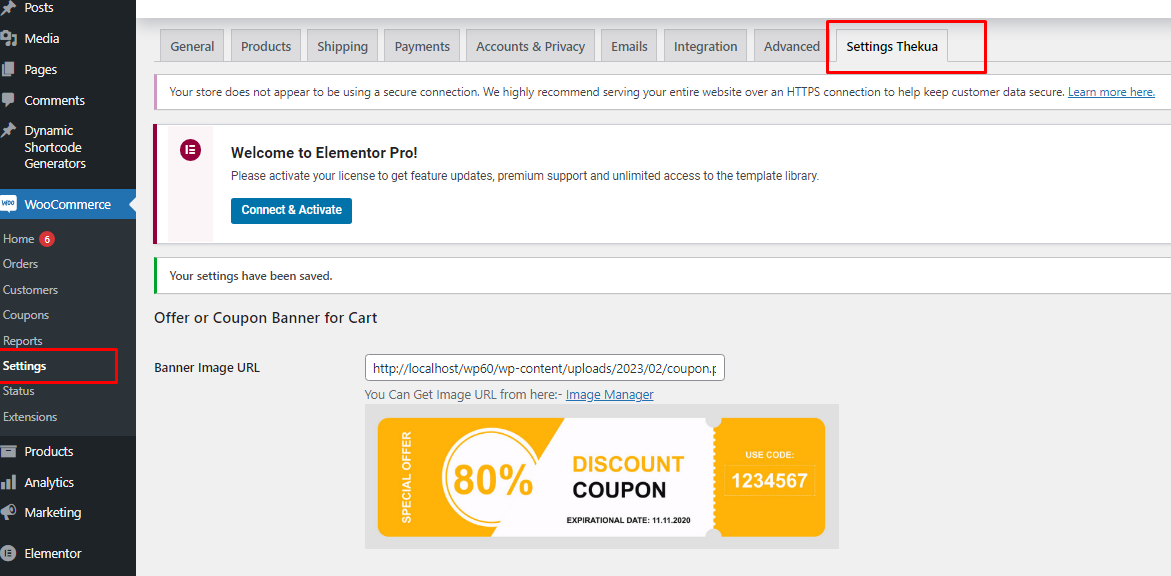 Posts
Media
Pages
Comments
Dynamic
Shortcode
Generators
WooCommerce
Home 6
Orders
Customers
Coupons
Reports
Settings
Status
Extensions
Products
Analytics
Marketing
Elementor
General
Products
Shipping
Payments
Accounts & Privacy
Emails
Integration
Advanced
Settings Thekua
Your store does not appear to be using a secure connection. We highly recommend serving your entire website over an HTTPS connection to help keep customer data secure. Learn more here.
Welcome to Elementor Pro!
Please activate your license to get feature updates, premium support and unlimited access to the template library.
Connect & Activate
Your settings have been saved.
Offer or Coupon Banner for Cart
Banner Image URL
http://localhost/wp60/wp-content/uploads/2023/02/coupon.p
You Can Get Image URL from here:- Image Manager
SPECIAL OFFER
80%
DISCOUNT
COUPON
EXPIRATIONAL DATE: 11.11.2020
USE CODE:
1234567